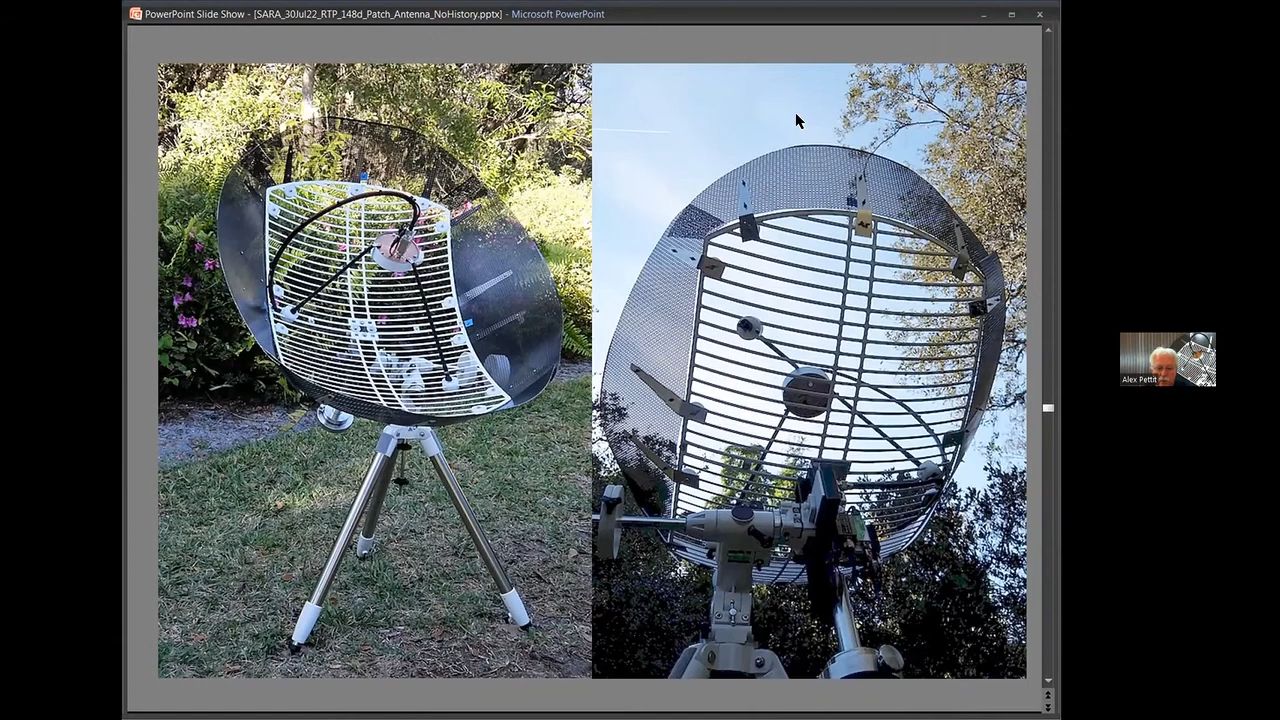 PowerPoint Slide Show - [SARA_30Jul22_RTP_148d_Patch_Antenna_NoHistory.pptx] - Microsoft PowerPoint
Alex Pettit